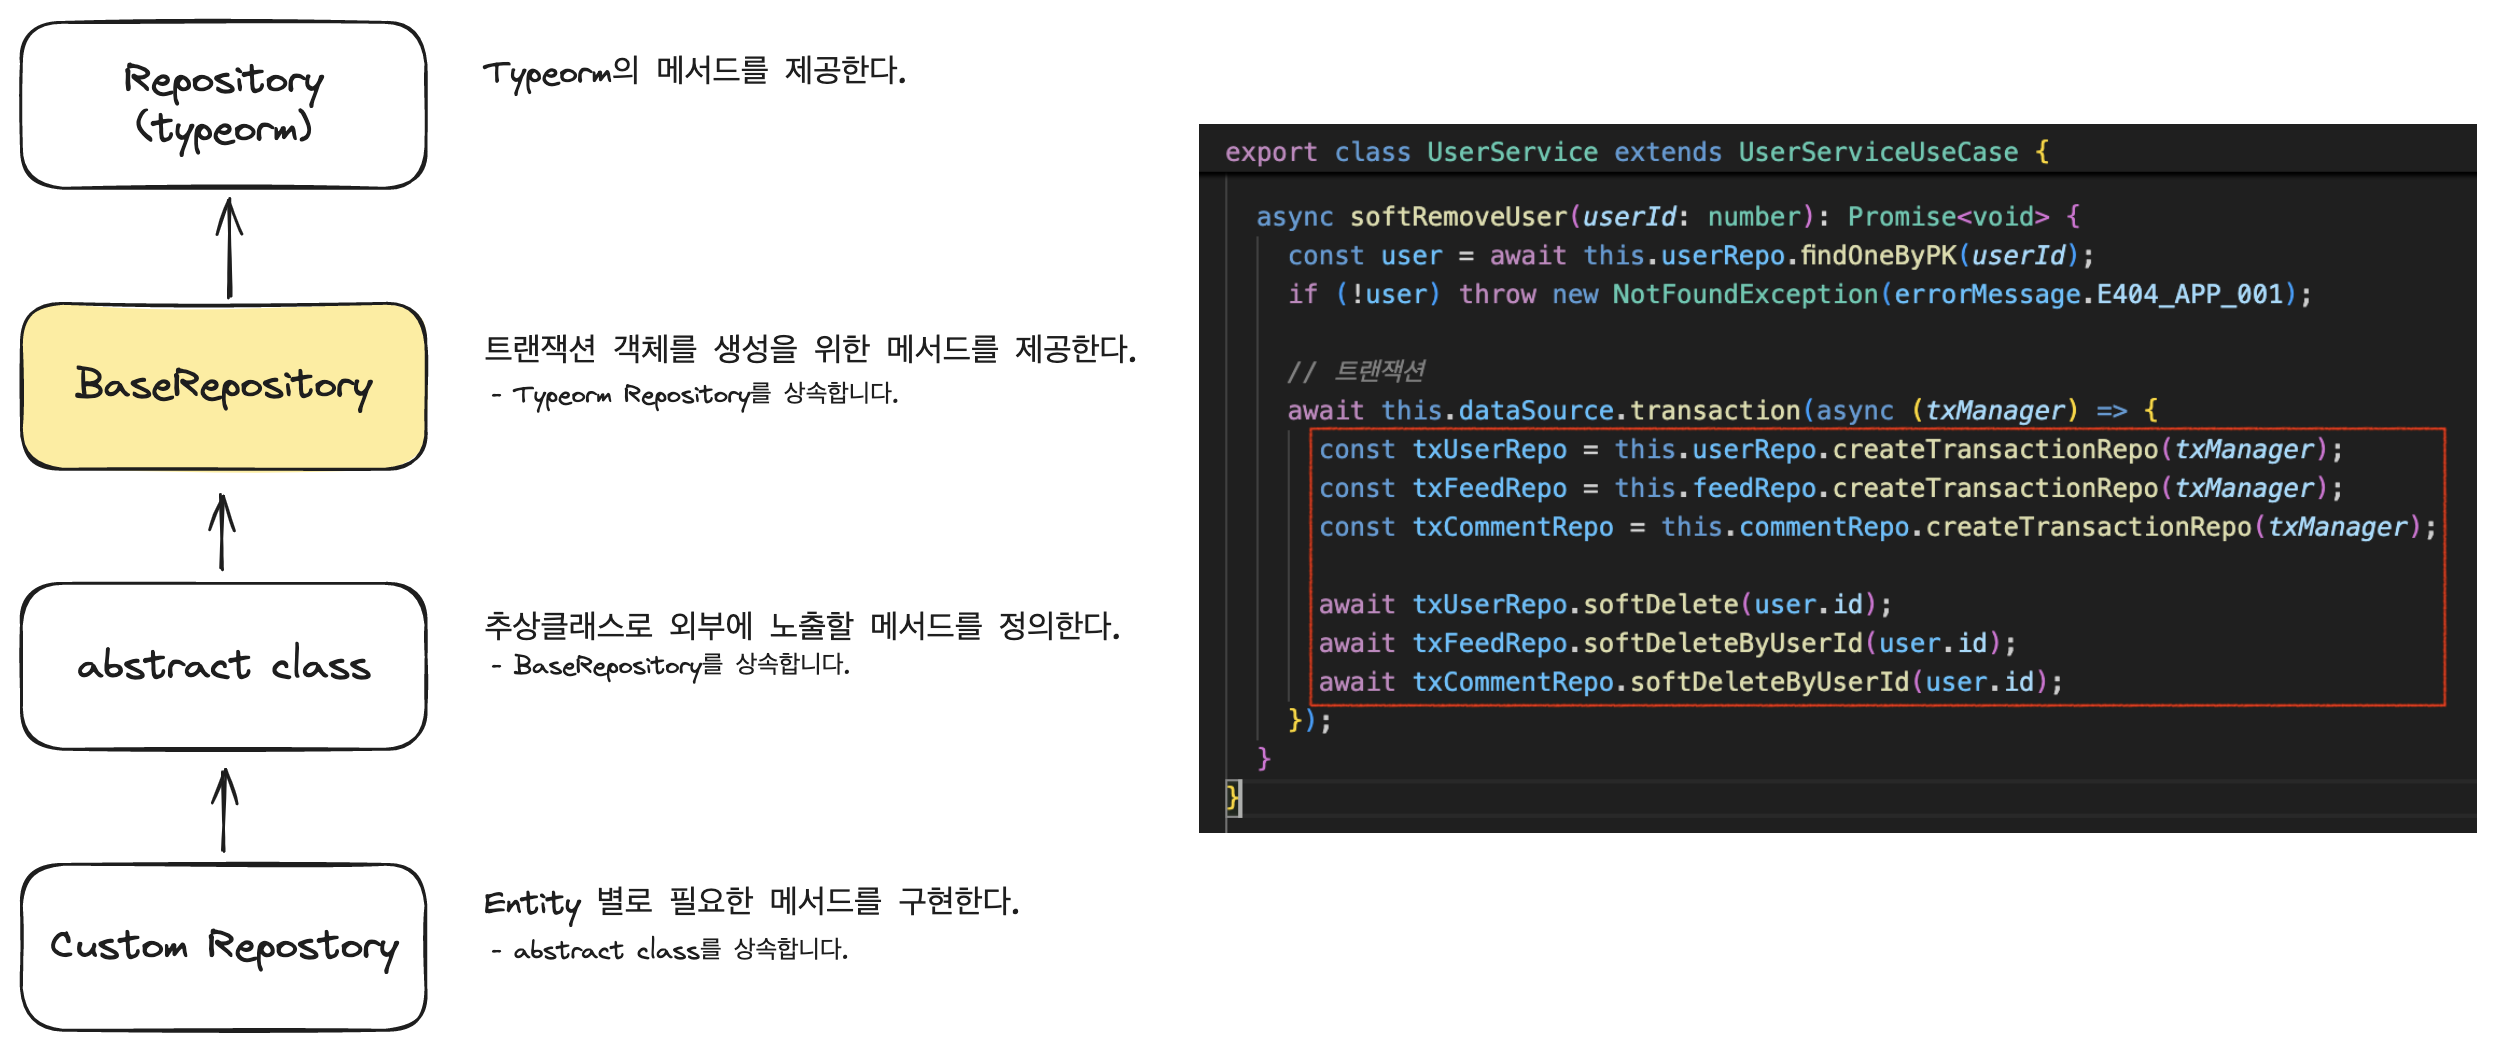 Repository
(typeorm)
Typeorm의 메서드를 제공한다.
BaseRepository
트랜잭션 객체를 생성을 위한 메서드를 제공한다.
- Typeorm Repository를 상속합니다.
abstract class
추상클래스로 외부에 노출할 메서드를 정의한다.
- BaseRepository를 상속합니다.
Custom Repostory
Entity 별로 필요한 메서드를 구현한다.
- abstract class를 상속합니다.
export class UserService extends UserServiceUseCase {
async softRemoveUser(userId: number): Promise<void> {
const user = await this.userRepo.findOneByPK(userId);
if (!user) throw new NotFoundException(errorMessage.E404_APP_001);
// 트랜잭션
await this.dataSource.transaction(async (txManager) => {
const txUserRepo = this.userRepo.createTransactionRepo(txManager);
const txFeedRepo = this.feedRepo.createTransactionRepo(txManager);
const txCommentRepo = this.commentRepo.createTransactionRepo(txManager);
await txUserRepo.softDelete(user.id);
await txFeedRepo.softDeleteByUserId(user.id);
await txCommentRepo.softDeleteByUserId(user.id);
});
}
}